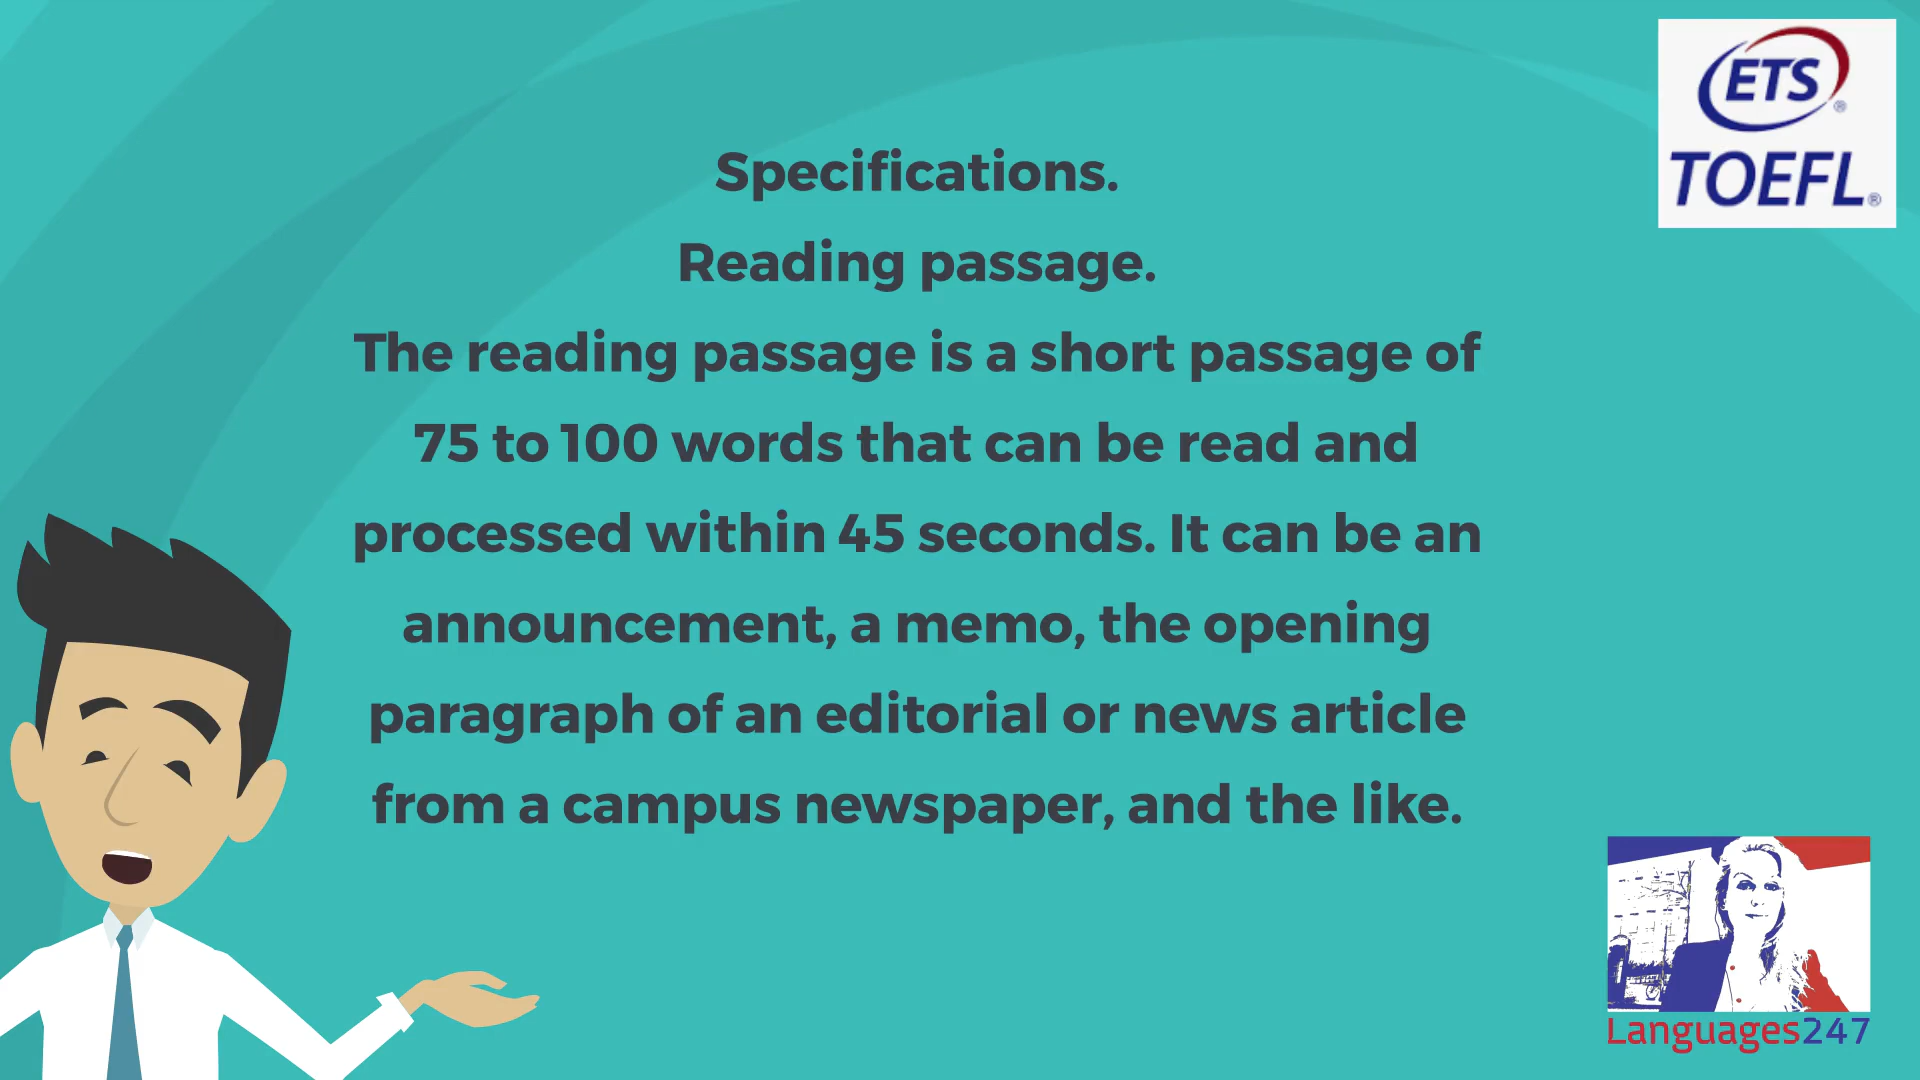 ETS
TOEFL
Specifications.
Reading passage.
The reading passage is a short passage of
75 to 100 words that can be read and
processed within 45 seconds. It can be an
announcement, a memo, the opening
paragraph of an editorial or news article
from a campus newspaper, and the like.
Languages247